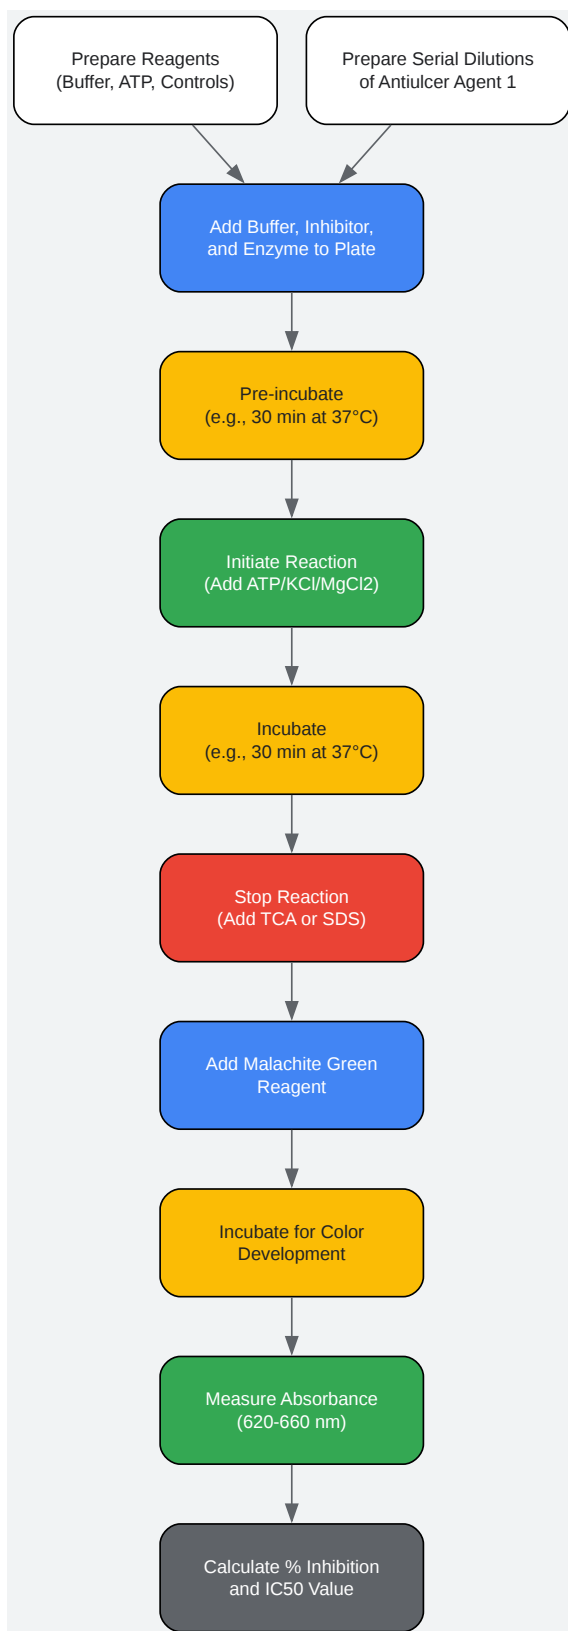 Prepare Reagents
(Buffer, ATP, Controls)
Prepare Serial Dilutions
of Antiulcer Agent 1
Add Buffer, Inhibitor,
and Enzyme to Plate
Pre-incubate
(e.g., 30 min at 37°C)
Initiate Reaction
(Add ATP/KCl/MgCl2)
Incubate
(e.g., 30 min at 37°C)
Stop Reaction
(Add TCA or SDS)
Add Malachite Green
Reagent
Incubate for Color
Development
Measure Absorbance
(620-660 nm)
Calculate % Inhibition
and IC50 Value